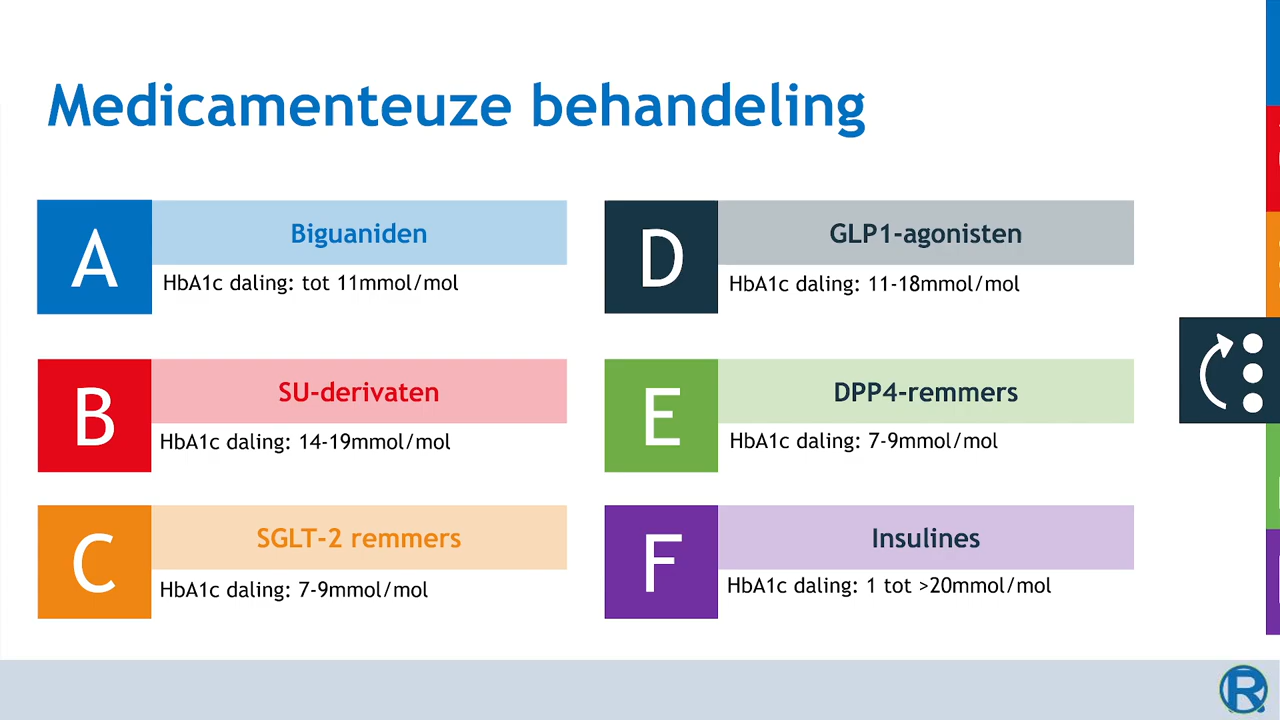 Medicamenteuze behandeling
A
Biguaniden
HbA1c daling: tot 11mmol/mol
B
SU-derivaten
HbA1c daling: 14-19mmol/mol
C
SGLT-2 remmers
HbA1c daling: 7-9mmol/mol
D
GLP1-agonisten
HbA1c daling: 11-18mmol/mol
E
DPP4-remmers
HbA1c daling: 7-9mmol/mol
F
Insulines
HbA1c daling: 1 tot >20mmol/mol
R